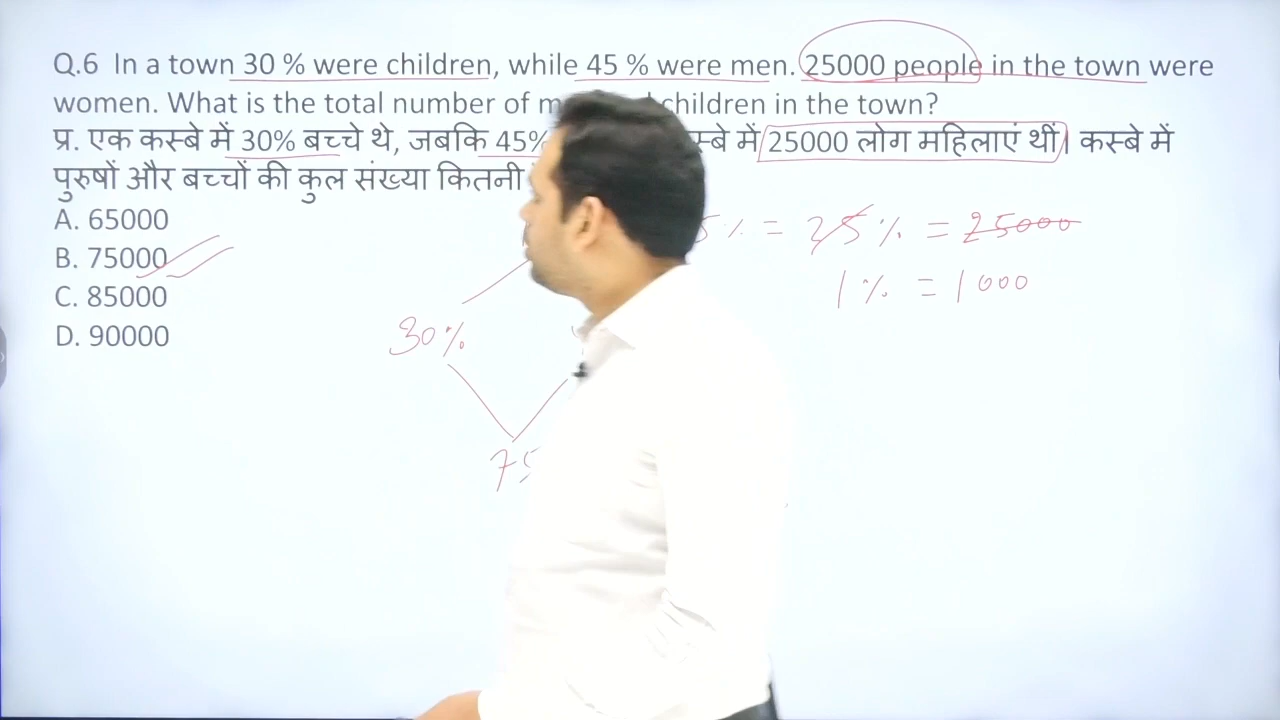 Q.6 In a town 30 % were children, while 45 % were men. 25000 people in the town were
women. What is the total number of children in the town?
प्र. एक कस्बे में 30% बच्चे थे, जबकि 45% में 25000 लोग महिलाएं थीं। कस्बे में
पुरुषों और बच्चों की कुल संख्या कितनी
A. 65000
B. 75000
C. 85000
D. 90000
% = 25% = 25000
1% = 1000
30%
75